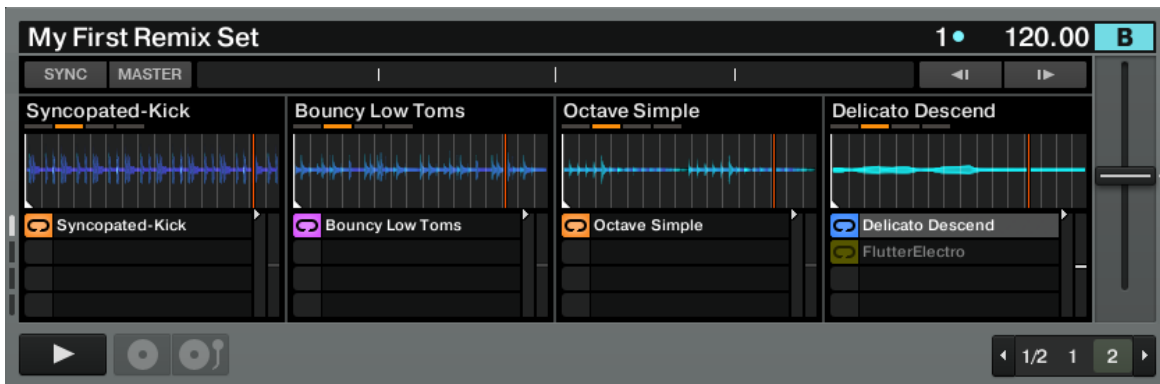 My First Remix Set 1 120.00 B
SYNC MASTER
Syncopated-Kick Bouncy Low Toms Octave Simple Delicato Descend
Syncopated-Kick Bouncy Low Toms Octave Simple Delicato Descend
FlutterElectro
1/2 1 2